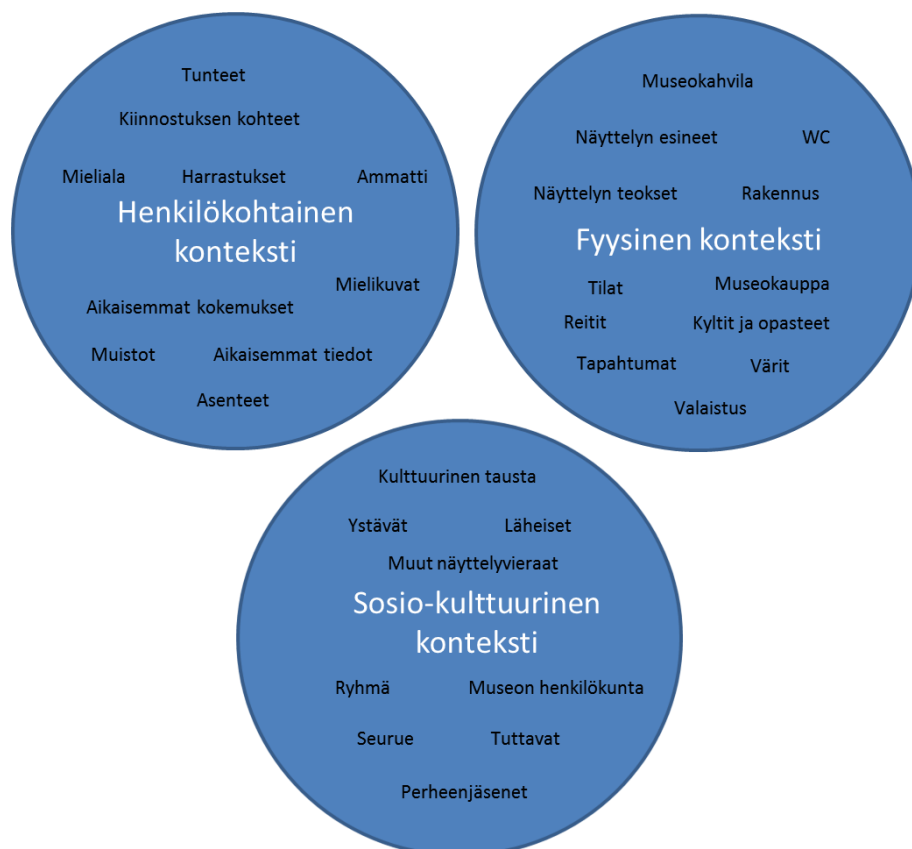 Tunteet
Kiinnostuksen kohteet
Mieliala Harrastukset Ammatti
Henkilökohtainen
konteksti
Mielikuvat
Aikaisemmat kokemukset
Muistot Aikaisemmat tiedot
Asenteet
Museokahvila
Näyttelyn esineet WC
Näyttelyn teokset Rakennus
Fyysinen konteksti
Tilat Museokauppa
Reitit Kyltit ja opasteet
Tapahtumat Värit
Valaistus
Kulttuurinen tausta
Ystävät Läheiset
Muut näyttelyvieraat
Sosio-kulttuurinen
konteksti
Ryhmä Museon henkilökunta
Seurue Tuttavat
Perheenjäsenet